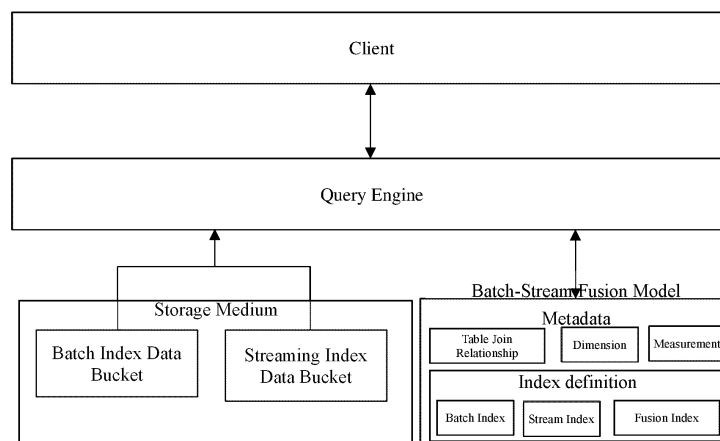 Client
Query Engine
Storage Medium
Batch Index Data
Bucket
Streaming Index
Data Bucket
Batch-Stream Fusion Model
Metadata
Table Join
Relationship
Dimension
Measurement
Index definition
Batch Index
Stream Index
Fusion Index